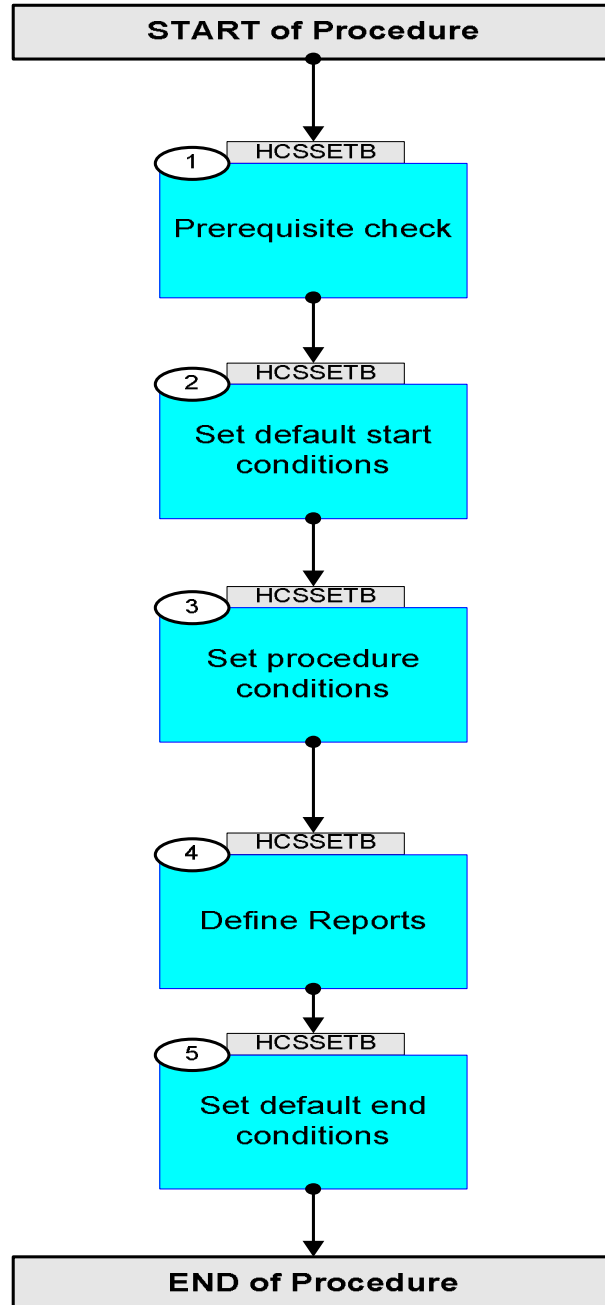 START of Procedure
HCSSETB
1
Prerequisite check
HCSSETB
2
Set default start
conditions
HCSSETB
3
Set procedure
conditions
HCSSETB
4
Define Reports
HCSSETB
5
Set default end
conditions
END of Procedure